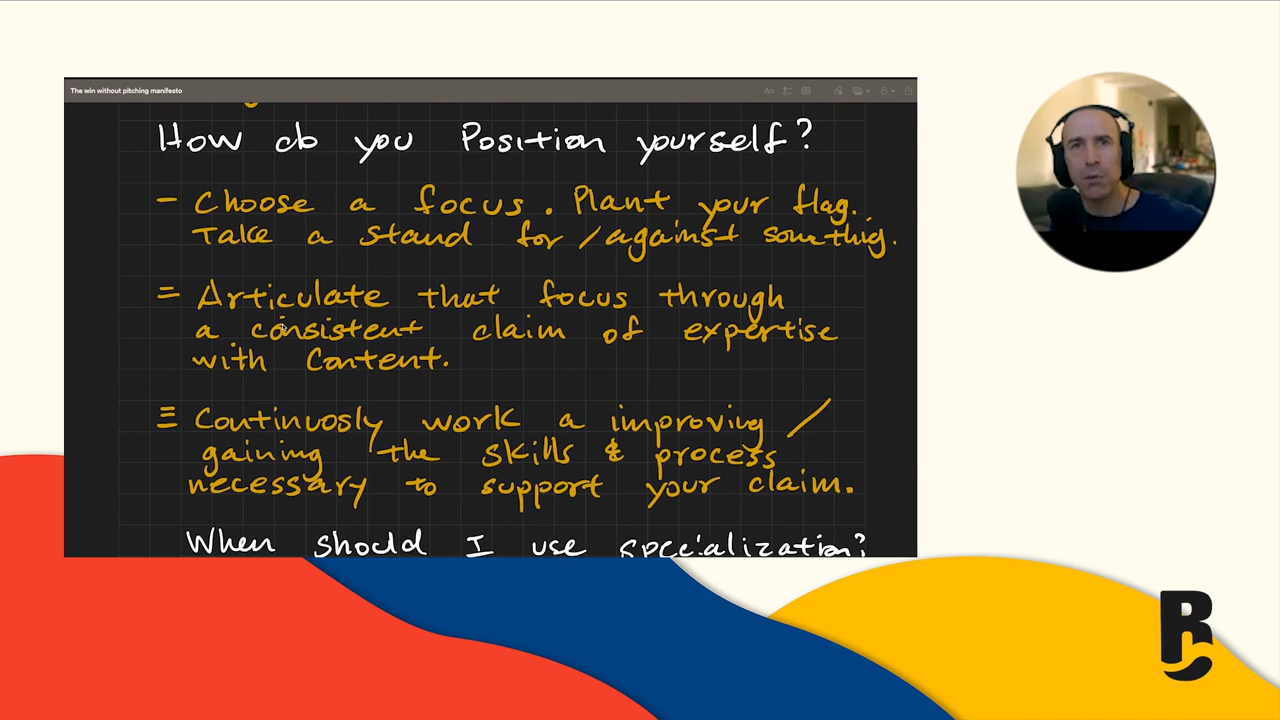 The win without pitching manifesto
Aa
How do you Position yourself?
- Choose a focus. Plant your flag.
Take a stand for/against somethig.
= Articulate that focus through
a consistent claim of expertise
with Content.
≡ Continuosly work a improving /
gaining the skills & process
necessary to support your claim.
When should I use specialization?
R